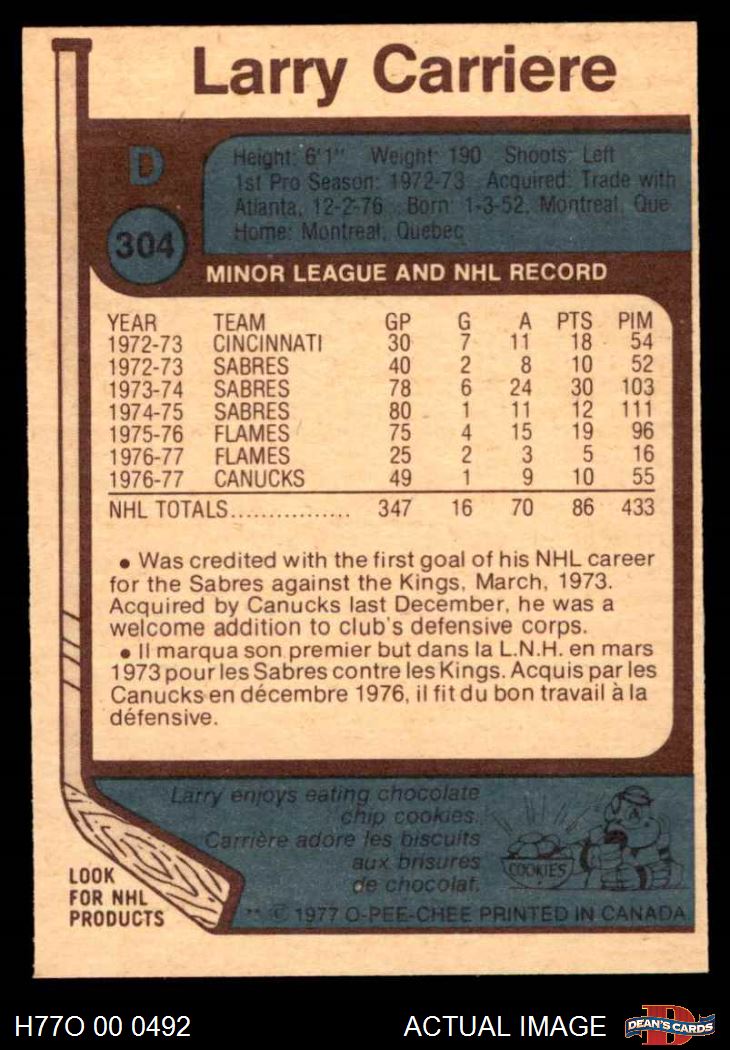 Larry Carriere
D
304
Height: 6'1" Weight: 190 Shoots: Left
1st Pro Season: 1972-73 Acquired: Trade with
Atlanta, 12-2-76 Born: 1-3-52, Montreal, Que
Home: Montreal, Quebec
MINOR LEAGUE AND NHL RECORD
YEAR TEAM GP G A PTS PIM
1972-73 CINCINNATI 30 7 11 18 54
1972-73 SABRES 40 2 8 10 52
1973-74 SABRES 78 6 24 30 103
1974-75 SABRES 80 1 11 12 111
1975-76 FLAMES 75 4 15 19 96
1976-77 FLAMES 25 2 3 5 16
1976-77 CANUCKS 49 1 9 10 55
NHL TOTALS................ 347 16 70 86 433
• Was credited with the first goal of his NHL career
for the Sabres against the Kings, March, 1973.
Acquired by Canucks last December, he was a
welcome addition to club's defensive corps.
• Il marqua son premier but dans la L.N.H. en mars
1973 pour les Sabres contre les Kings. Acquis par les
Canucks en décembre 1976, il fit du bon travail à la
défensive.
Larry enjoys eating chocolate
chip cookies.
Carrière adore les biscuits
aux brisures
de chocolat.
COOKIES
LOOK
FOR NHL
PRODUCTS
** © 1977 O-PEE-CHEE PRINTED IN CANADA
H77O 00 0492
ACTUAL IMAGE
DEAN'S CARDS